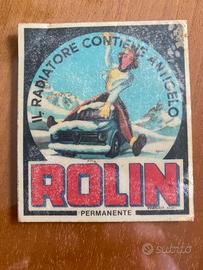 IL RADIATORE CONTIENE ANTIGELO
ROLIN
PERMANENTE
subito